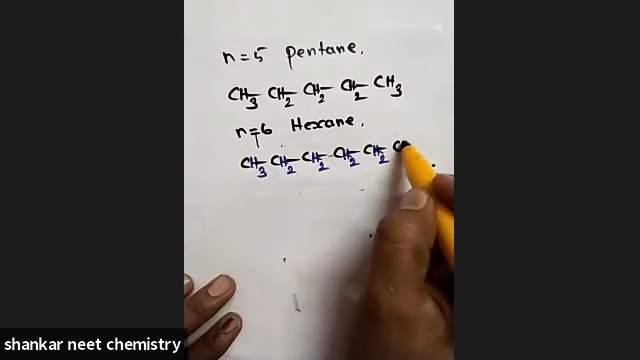 n=5 Pentane.
CH3-CH2-CH2-CH2-CH3
n=6 Hexane.
CH3-CH2-CH2-CH2-CH2-C
shankar neet chemistry